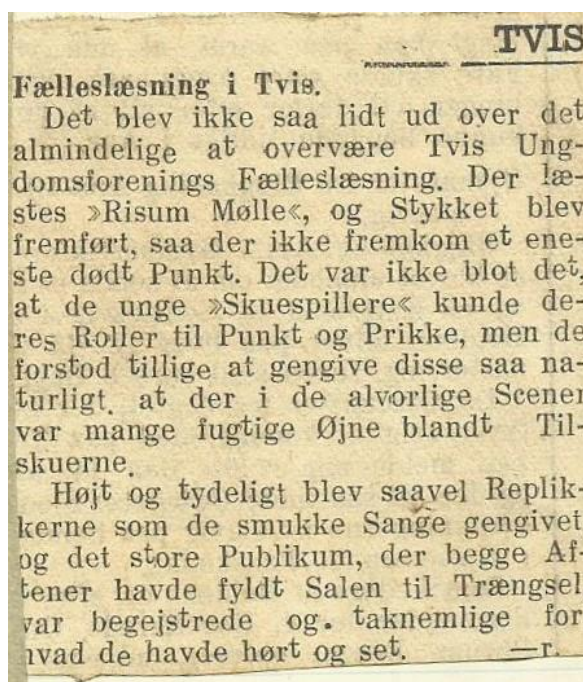 TVIS
Fælleslæsning i Tvis.
Det blev ikke saa lidt ud over det
almindelige at overvære Tvis Ung-
domsforenings Fælleslæsning. Der læ-
stes »Risum Mølle«, og Stykket blev
fremført, saa der ikke fremkom et ene-
ste dødt Punkt. Det var ikke blot det,
at de unge »Skuespillere« kunde de-
res Roller til Punkt og Prikke, men de
forstod tillige at gengive disse saa na-
turligt, at der i de alvorlige Scener
var mange fugtige Øjne blandt Til-
skuerne.
Højt og tydeligt blev saavel Replik-
kerne som de smukke Sange gengivet
og det store Publikum, der begge Af-
tener havde fyldt Salen til Trængsel
var begejstrede og. taknemlige for
hvad de havde hørt og set. —r.